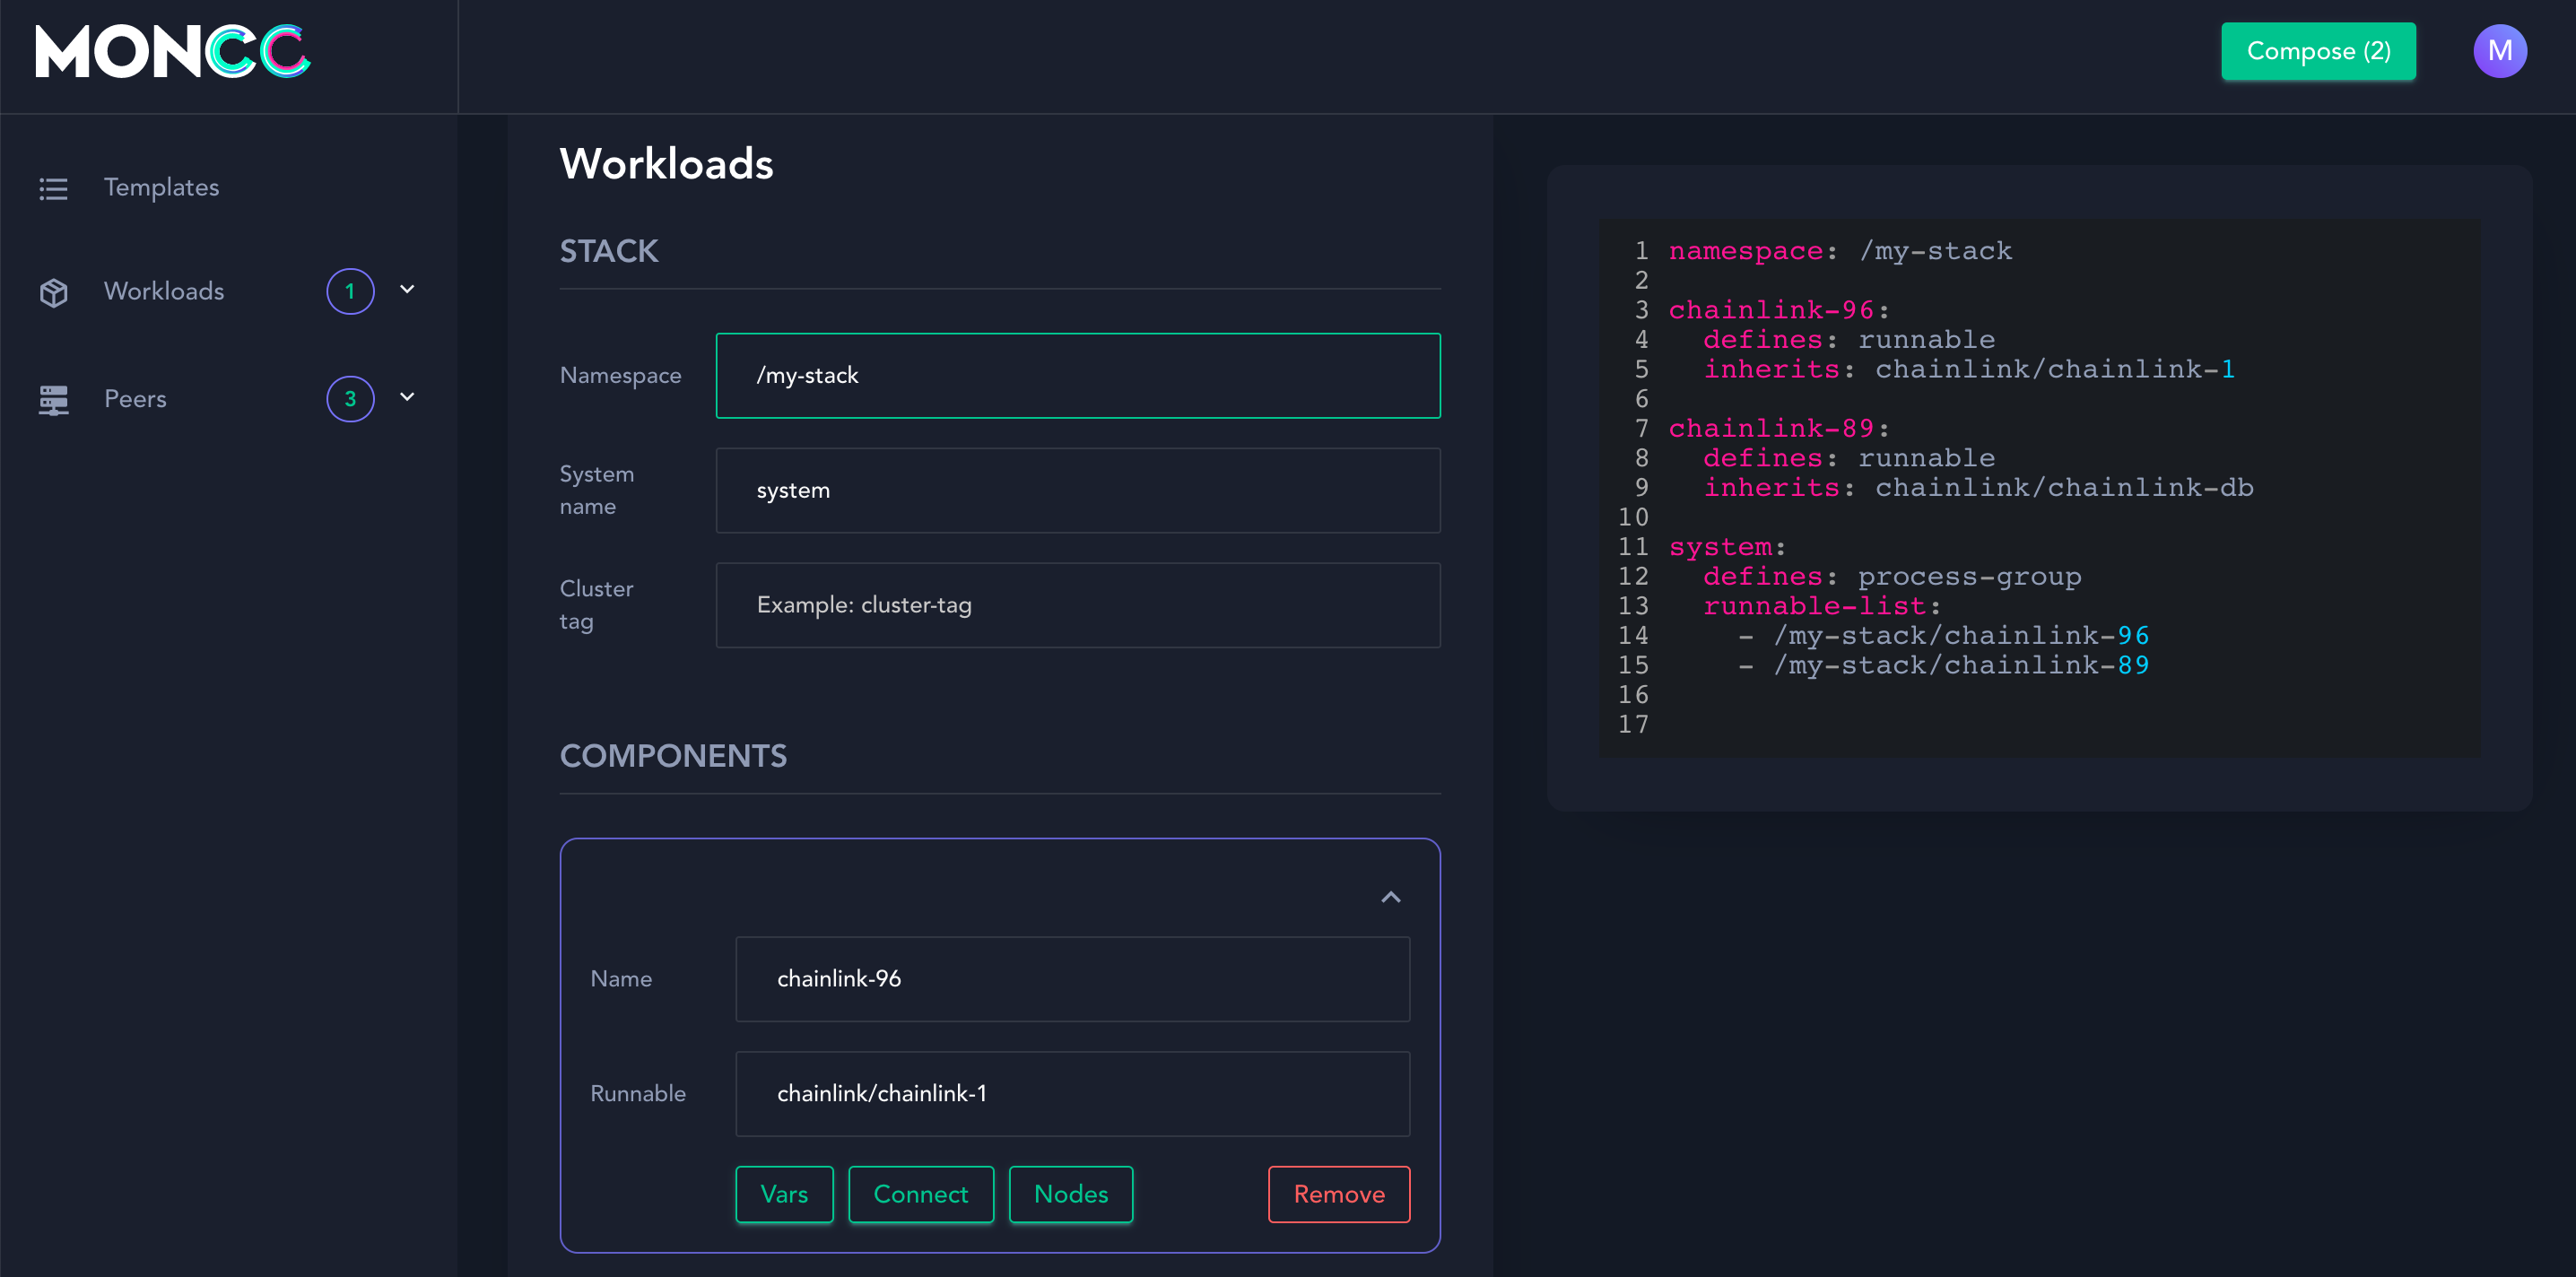 MONCC
Compose (2)
M
Templates
Workloads 1
Peers 3
Workloads
STACK
Namespace
/my-stack
System
name
system
Cluster
tag
Example: cluster-tag
COMPONENTS
Name
chainlink-96
Runnable
chainlink/chainlink-1
Vars
Connect
Nodes
Remove
1 namespace: /my-stack
2
3 chainlink-96:
4   defines: runnable
5   inherits: chainlink/chainlink-1
6
7 chainlink-89:
8   defines: runnable
9   inherits: chainlink/chainlink-db
10
11 system:
12   defines: process-group
13   runnable-list:
14     - /my-stack/chainlink-96
15     - /my-stack/chainlink-89
16
17